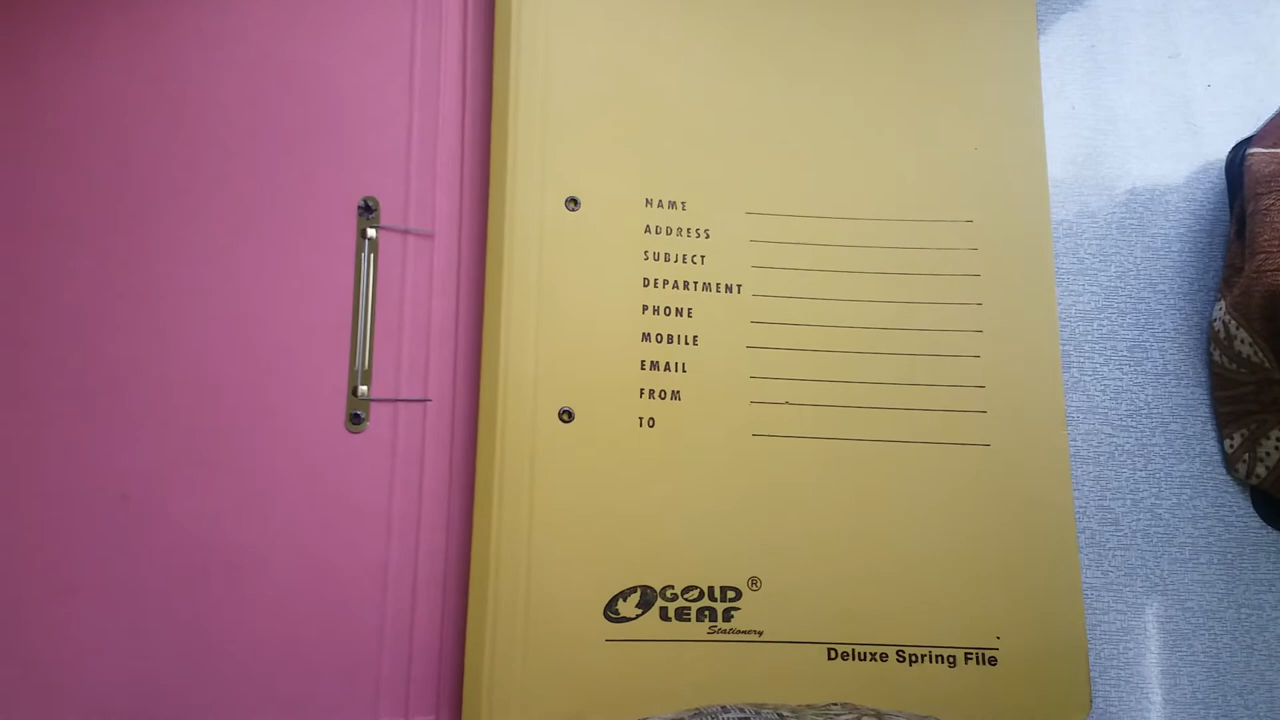 NAME
ADDRESS
SUBJECT
DEPARTMENT
PHONE
MOBILE
EMAIL
FROM
TO
GOLD ®
LEAF
Stationery
Deluxe Spring File